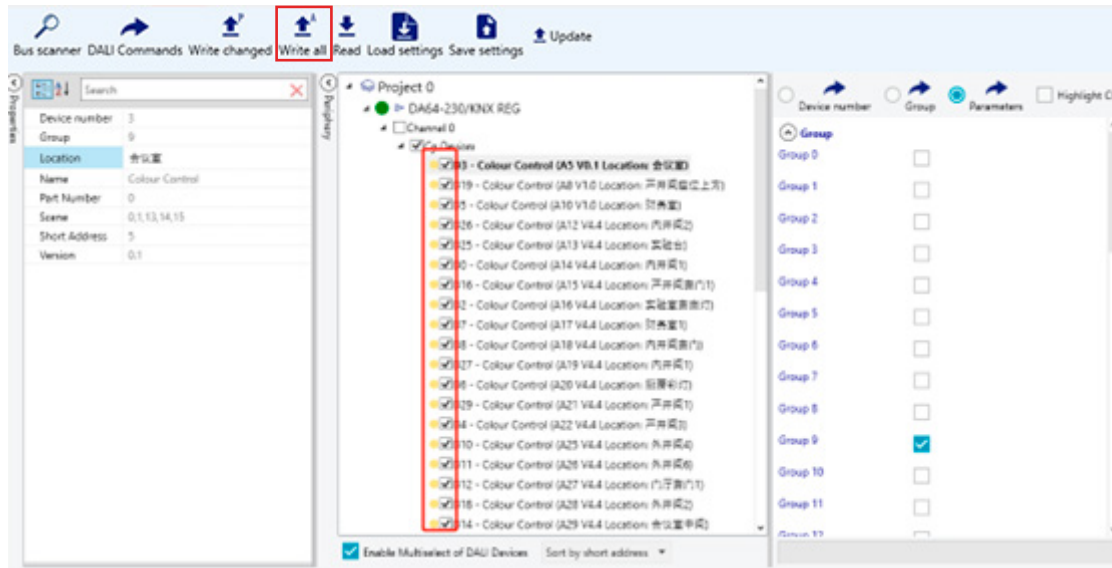 Bus scanner DALI Commands Write changed Write all Read Load settings Save settings Update
Properties
Search
Device number 3
Group 9
Location 会议室
Name Colour Control
Part Number 0
Scene 0,1,13,14,15
Short Address 5
Version 0.1
Periphery
Project 0
DA64-230/KNX REG
Channel 0
Cg Devices
03 - Colour Control (A5 V0.1 Location: 会议室)
19 - Colour Control (A8 V1.0 Location:
5 - Colour Control (A10 V1.0 Location:
26 - Colour Control (A12 V4.4 Location:
25 - Colour Control (A13 V4.4 Location: 实验台)
0 - Colour Control (A14 V4.4 Location:
16 - Colour Control (A15 V4.4 Location:
2 - Colour Control (A16 V4.4 Location:
7 - Colour Control (A17 V4.4 Location:
8 - Colour Control (A18 V4.4 Location:
27 - Colour Control (A19 V4.4 Location:
6 - Colour Control (A20 V4.4 Location:
29 - Colour Control (A21 V4.4 Location:
4 - Colour Control (A22 V4.4 Location:
10 - Colour Control (A25 V4.4 Location:
11 - Colour Control (A26 V4.4 Location:
12 - Colour Control (A27 V4.4 Location:
18 - Colour Control (A28 V4.4 Location:
14 - Colour Control (A29 V4.4 Location:
Enable Multiselect of DALI Devices Sort by short address
Device number Group Parameters Highlight C
Group
Group 0
Group 1
Group 2
Group 3
Group 4
Group 5
Group 6
Group 7
Group 8
Group 9
Group 10
Group 11
Group 12